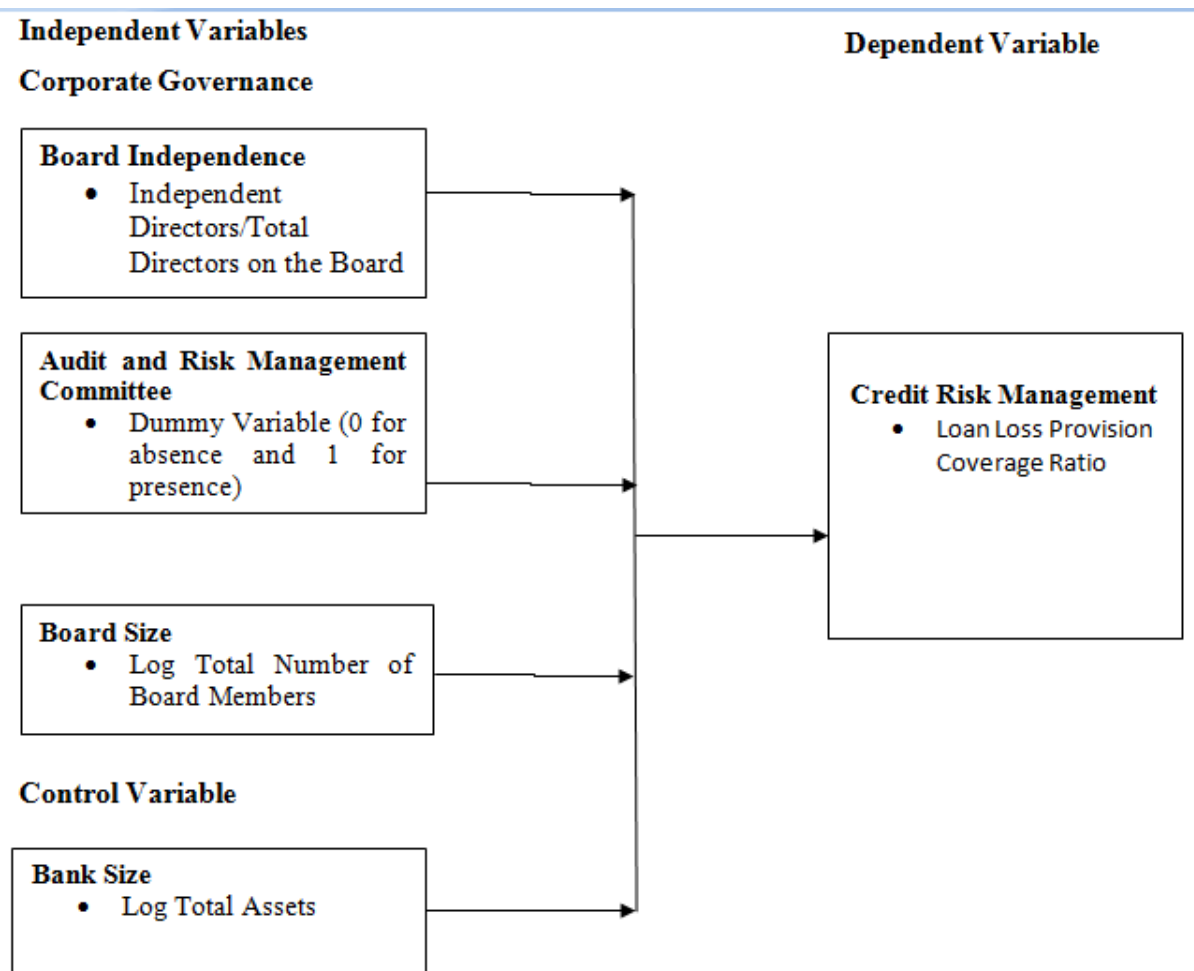 Independent Variables
Dependent Variable
Corporate Governance
Board Independence
• Independent
Directors/Total
Directors on the Board
Audit and Risk Management
Committee
• Dummy Variable (0 for
absence and 1 for
presence)
Credit Risk Management
• Loan Loss Provision
Coverage Ratio
Board Size
• Log Total Number of
Board Members
Control Variable
Bank Size
• Log Total Assets